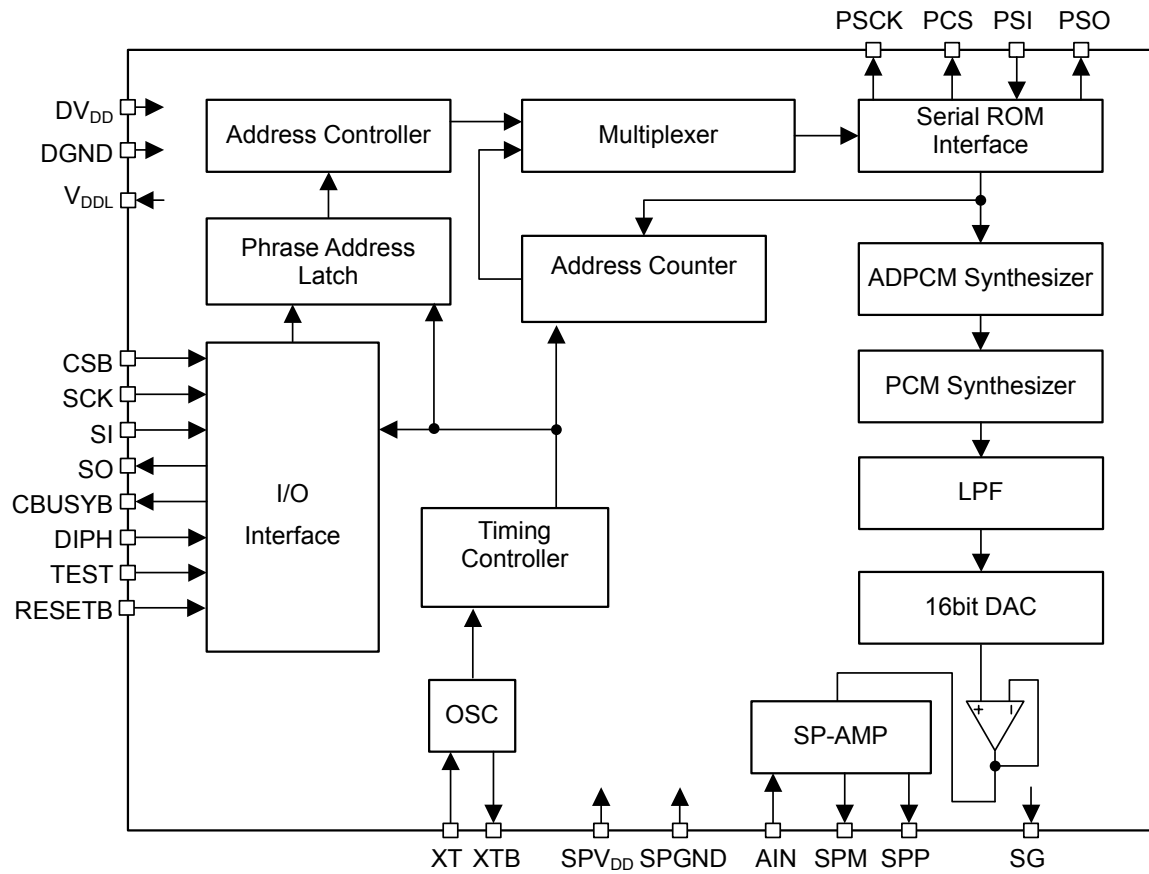 PSCK PCS PSI PSO
DVDD
DGND
VDDL
Address Controller
Multiplexer
Serial ROM
Interface
Phrase Address
Latch
Address Counter
ADPCM Synthesizer
CSB
SCK
SI
SO
CBUSYB
DIPH
TEST
RESETB
I/O
Interface
PCM Synthesizer
LPF
Timing
Controller
16bit DAC
OSC
SP-AMP
+ −
XT XTB SPVDD SPGND AIN SPM SPP SG